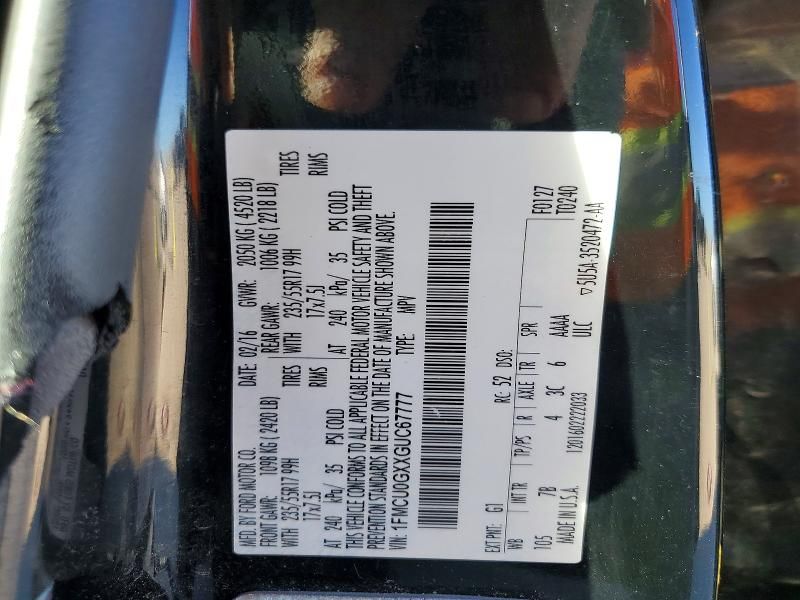 MFD. BY FORD MOTOR CO.    DATE: 02/16    GVWR: 2050 KG (4520 LB)
FRONT GAWR: 1098 KG (2420 LB)    REAR GAWR: 1006 KG (2218 LB)
WITH 235/55R17 99H TIRES    WITH 235/55R17 99H TIRES
17x7.5J RIMS    17x7.5J RIMS
AT 240 kPa/ 35 PSI COLD    AT 240 kPa/ 35 PSI COLD
THIS VEHICLE CONFORMS TO ALL APPLICABLE FEDERAL MOTOR VEHICLE SAFETY AND THEFT
PREVENTION STANDARDS IN EFFECT ON THE DATE OF MANUFACTURE SHOWN ABOVE.
VIN: 1FMCU0GXXGUC67777    TYPE: MPV
EXT PNT: G1    RC: 52 DSO:    F0127
WB INT TR TP/PS R AXLE TR SPR    T0240
105 7B 4 3C 6 AAAA    ▽5U5A-3520472-AA
MADE IN U.S.A. 1201602222033 ULC